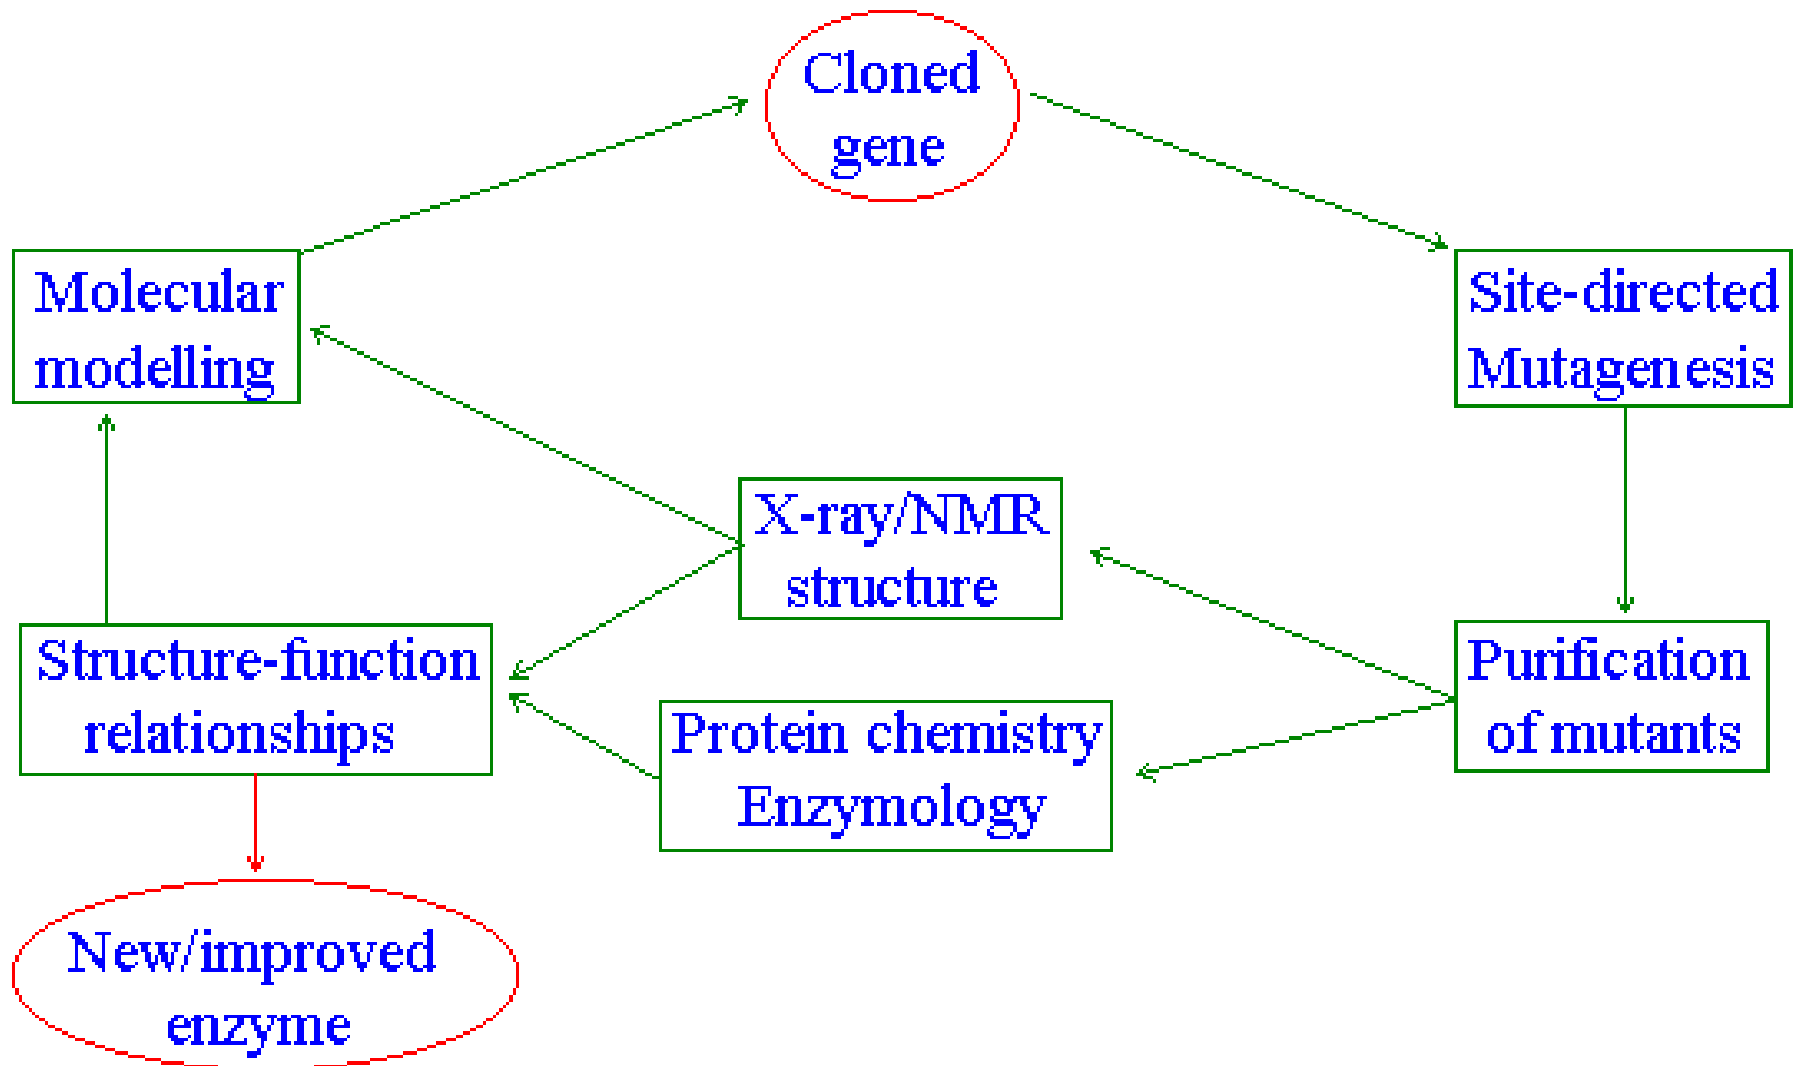 Cloned
gene
Molecular
modelling
Site-directed
Mutagenesis
X-ray/NMR
structure
Structure-function
relationships
Purification
of mutants
Protein chemistry
Enzymology
New/improved
enzyme